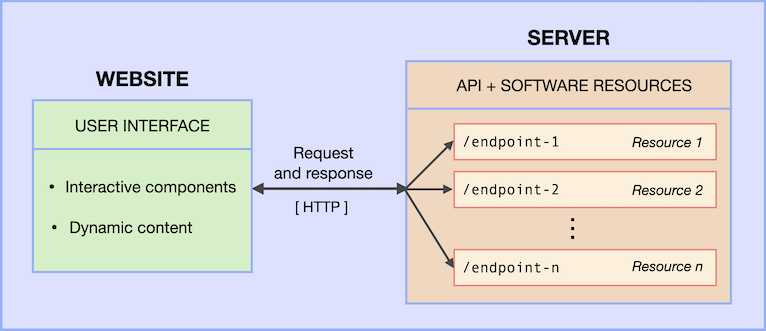 WEBSITE
USER INTERFACE
• Interactive components
• Dynamic content
Request
and response
[ HTTP ]
SERVER
API + SOFTWARE RESOURCES
/endpoint-1 Resource 1
/endpoint-2 Resource 2
/endpoint-n Resource n